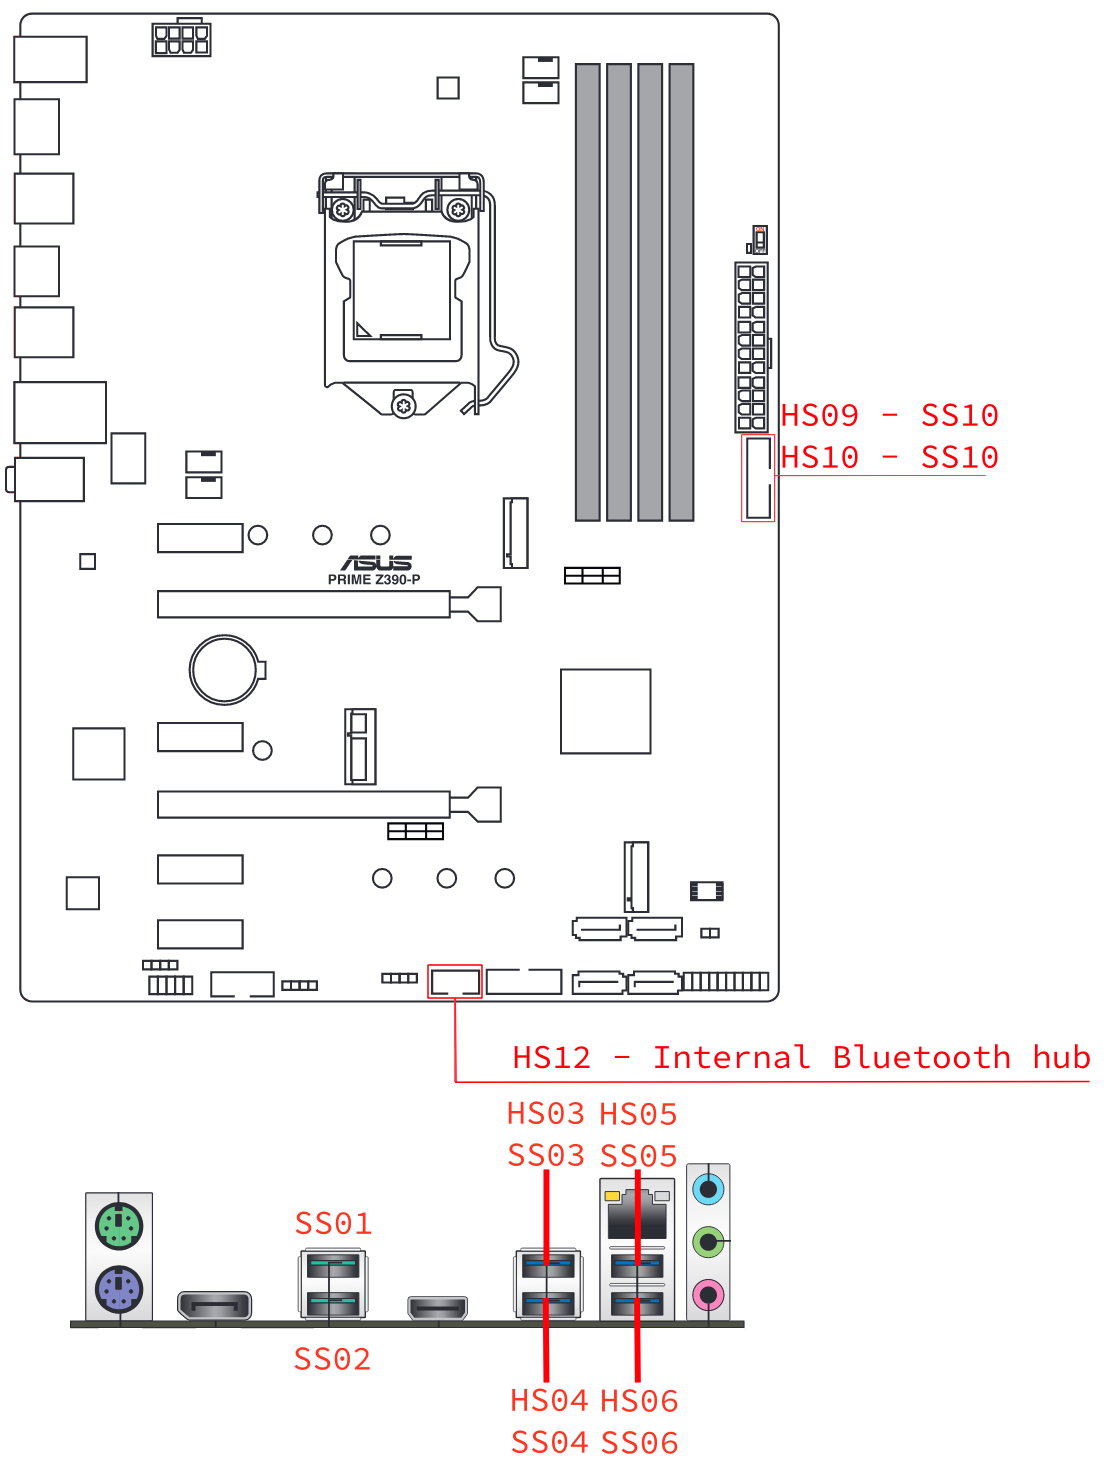 HS09 - SS10
HS10 - SS10
ASUS
PRIME Z390-P
HS12 - Internal Bluetooth hub
HS03 HS05
SS03 SS05
SS01
SS02
HS04 HS06
SS04 SS06